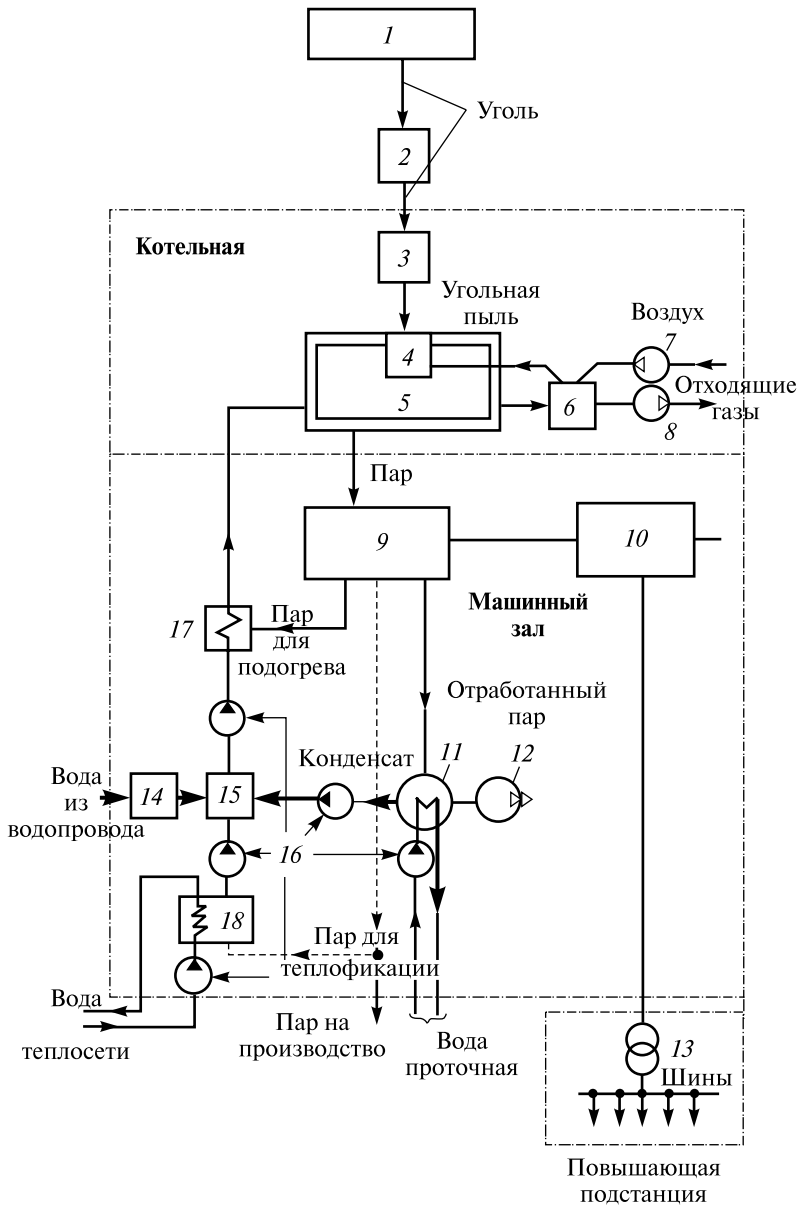 1
Уголь
2
Котельная
3
Угольная
пыль
Воздух
7
4
Отходящие
газы
5
6
8
Пар
9
10
Машинный
зал
17
Пар
для
подогрева
Отработанный
пар
Конденсат
11
12
Вода
из
водопровода
14
15
16
18
Пар для
теплофикации
Вода
теплосети
Пар на
производство
Вода
проточная
13
Шины
Повышающая
подстанция